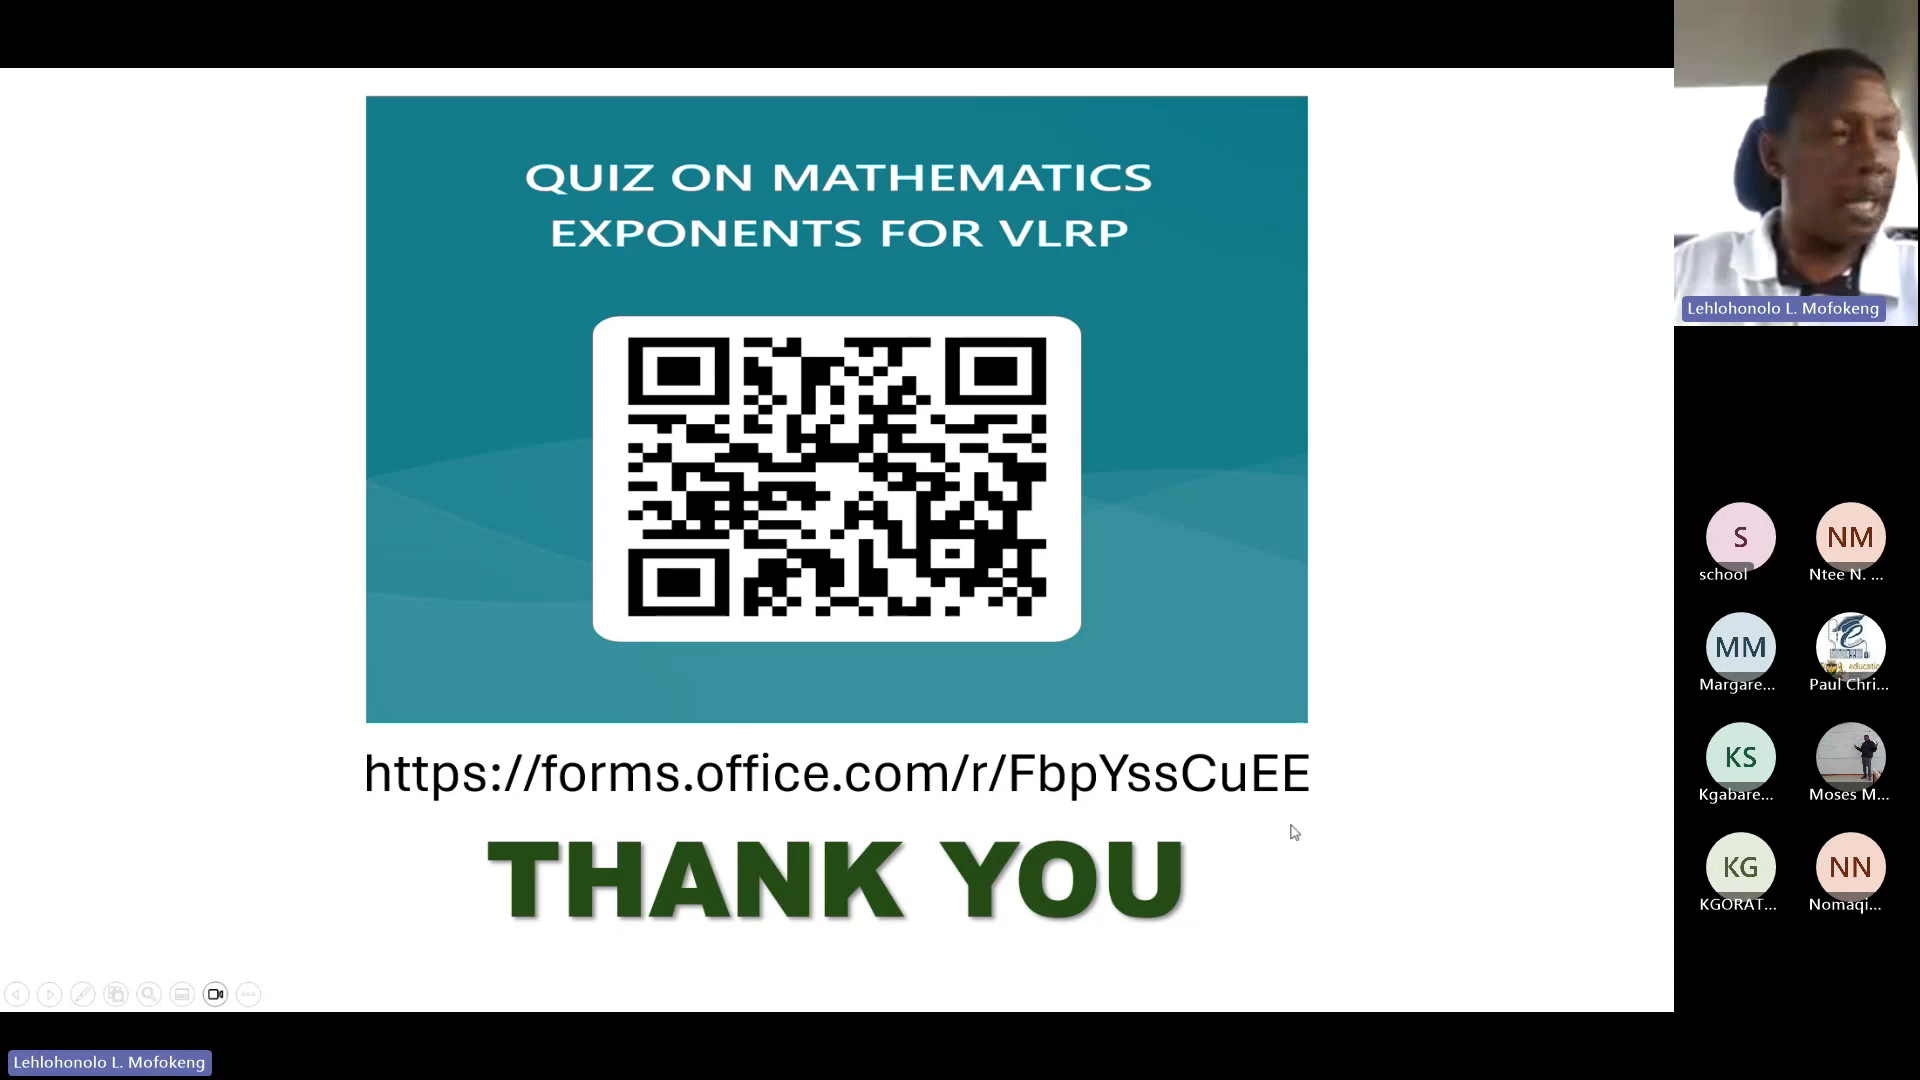 QUIZ ON MATHEMATICS
EXPONENTS FOR VLRP
https://forms.office.com/r/FbpYssCuEE
THANK YOU
Lehlohonolo L. Mofokeng
S
school
NM
Ntee N. ...
MM
Margare...
education
Paul Chri...
KS
Kgabare...
Moses M...
KG
KGORAT...
NN
Nomaqi...
Lehlohonolo L. Mofokeng